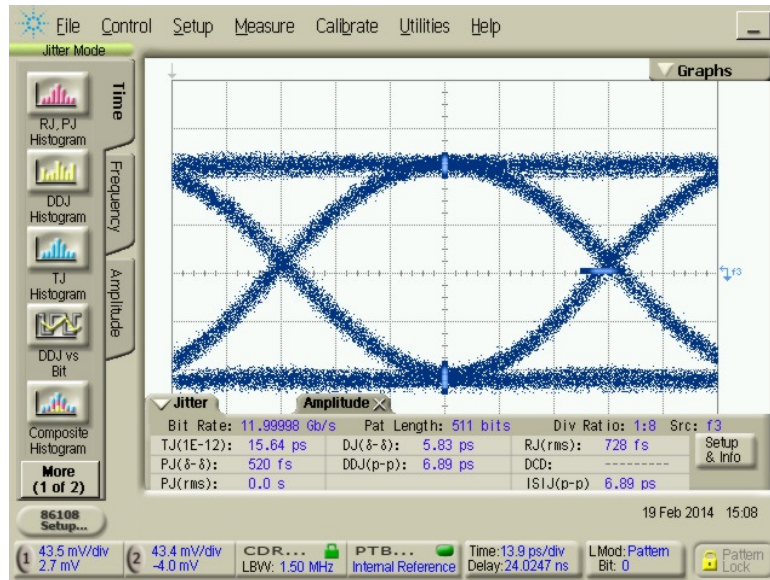 File Control Setup Measure Calibrate Utilities Help
Jitter Mode
Graphs
Time
Frequency
Amplitude
RJ, PJ
Histogram
DDJ
Histogram
TJ
Histogram
DDJ vs
Bit
Composite
Histogram
More
(1 of 2)
86108
Setup...
f3
Jitter Amplitude
Bit Rate: 11.99998 Gb/s Pat Length: 511 bits Div Ratio: 1:8 Src: f3
TJ(1E-12): 15.64 ps DJ(δ-δ): 5.83 ps RJ(rms): 728 fs
PJ(δ-δ): 520 fs DDJ(p-p): 6.89 ps DCD: ---------
PJ(rms): 0.0 s ISIJ(p-p) 6.89 ps
Setup
& Info
19 Feb 2014 15:08
1 43.5 mV/div
2.7 mV
2 43.4 mV/div
-4.0 mV
CDR...
LBW: 1.50 MHz
PTB...
Internal Reference
Time:13.9 ps/div
Delay:24.0247 ns
LMod:Pattern
Bit: 0
Pattern
Lock